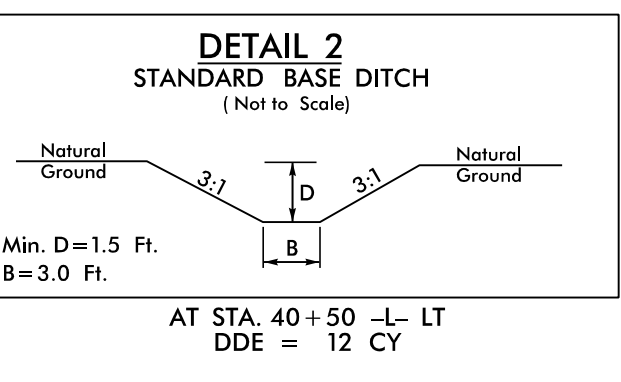 DETAIL 2
STANDARD BASE DITCH
( Not to Scale)
Natural
Ground
3:1
D
3:1
Natural
Ground
B
Min. D=1.5 Ft.
B=3.0 Ft.
AT STA. 40+50 -L- LT
DDE = 12 CY